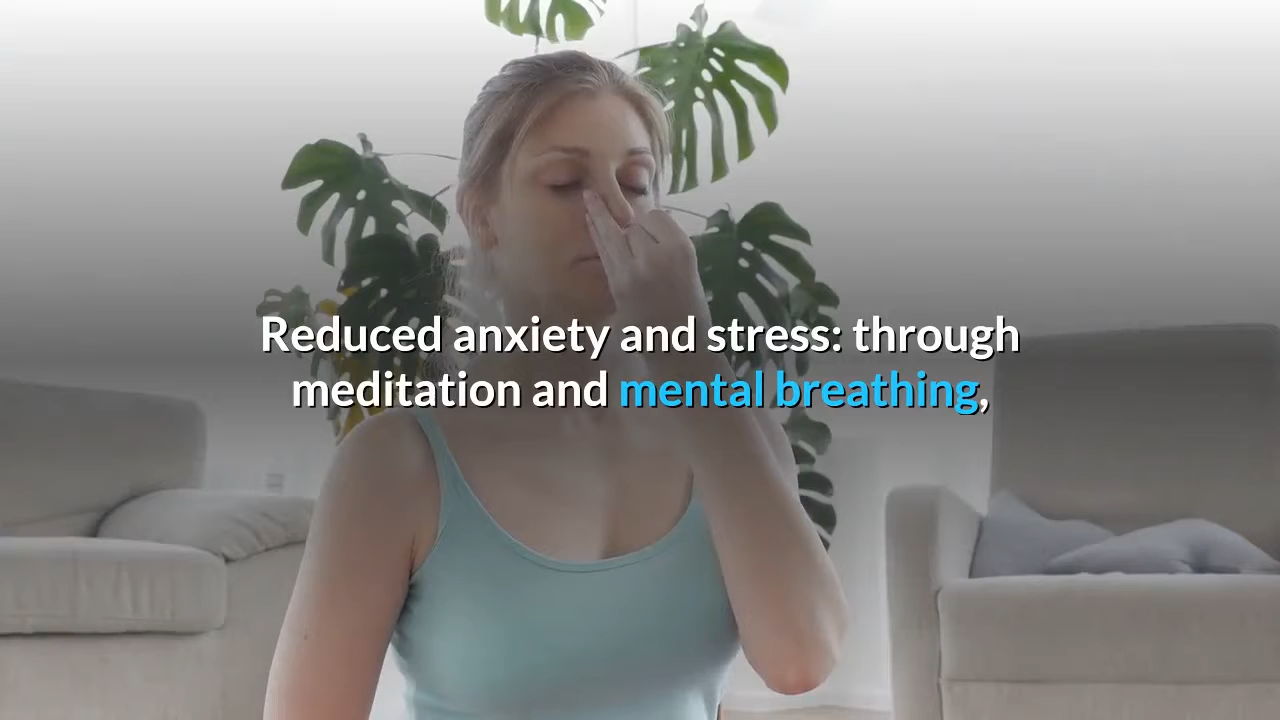 Reduced anxiety and stress: through
meditation and mental breathing,